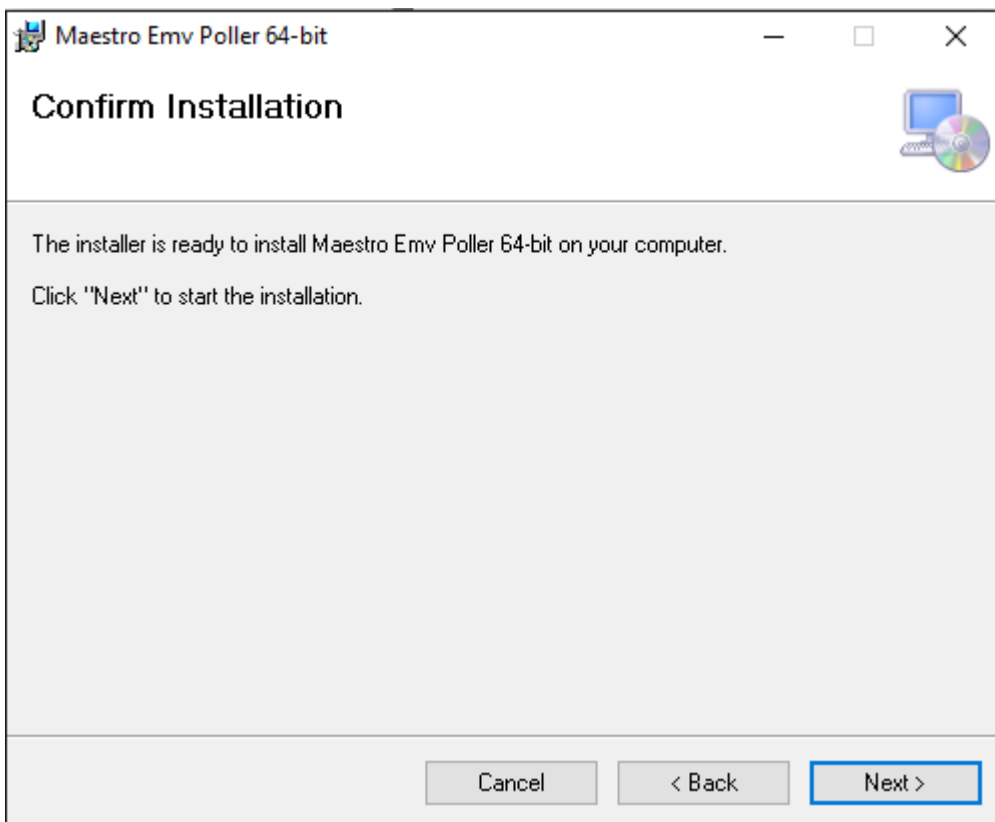 Maestro Emv Poller 64-bit
Confirm Installation
The installer is ready to install Maestro Emv Poller 64-bit on your computer.
Click "Next" to start the installation.
Cancel
< Back
Next >